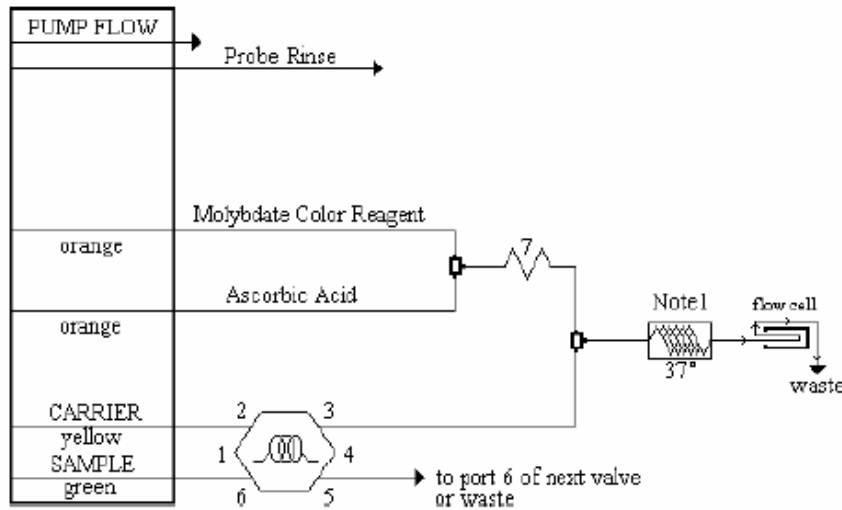 PUMP FLOW
Probe Rinse
Molybdate Color Reagent
orange
7
Ascorbic Acid
orange
Note1
flow cell
37°
waste
CARRIER
yellow
2
3
1
4
SAMPLE
green
6
5
to port 6 of next valve
or waste